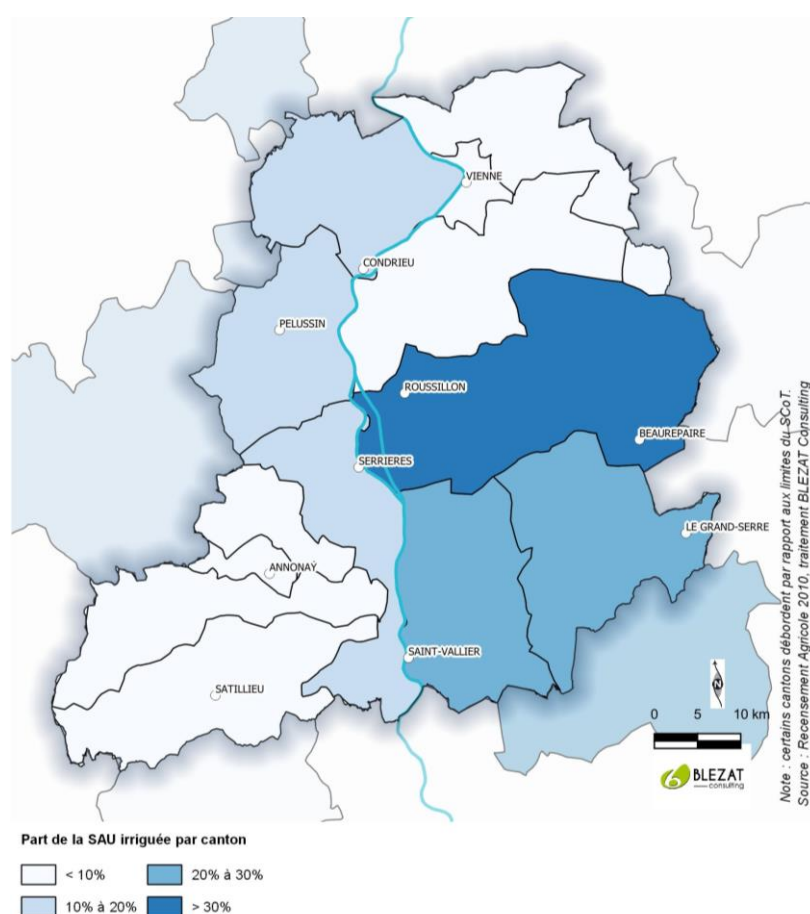 VIENNE
CONDRIEU
PELUSSIN
ROUSSILLON
BEAUREPAIRE
SERRIERES
LE GRAND-SERRE
ANNONAY
SAINT-VALLIER
SATILLIEU
N
0 5 10 km
BLEZAT
consulting
Note : certains cantons débordent par rapport aux limites du SCoT.
Source : Recensement Agricole 2010, traitement BLEZAT Consulting
Part de la SAU irriguée par canton
< 10% 20% à 30%
10% à 20% > 30%